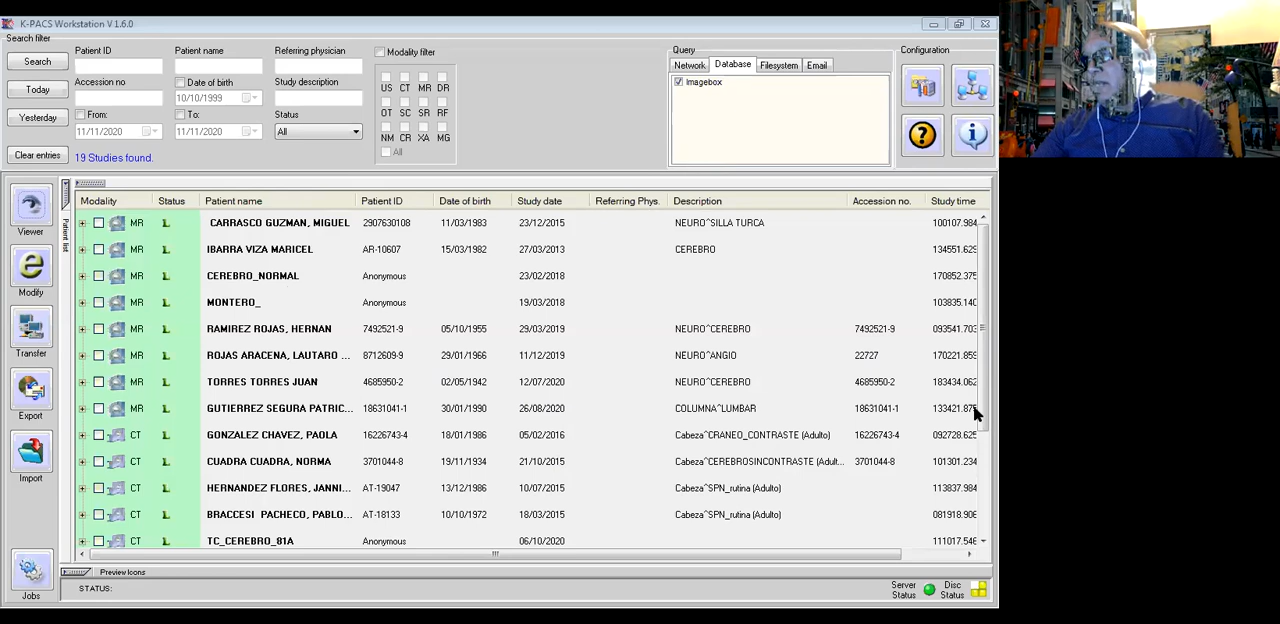 K-PACS Workstation V 1.6.0
Search filter
Patient ID Patient name Referring physician Modality filter Query Configuration
Search Network Database Filesystem Email
Accession no Date of birth Study description Imagebox
Today 10/10/1999 US CT MR DR
From: To: Status OT SC SR RF
Yesterday 11/11/2020 11/11/2020 All NM CR XA MG
Clear entries 19 Studies found. All
Modality Status Patient name Patient ID Date of birth Study date Referring Phys. Description Accession no. Study time
MR L CARRASCO GUZMAN, MIGUEL 2907630108 11/03/1983 23/12/2015 NEURO^SILLA TURCA 100107.984
MR L IBARRA VIZA MARICEL AR-10607 15/03/1982 27/03/2013 CEREBRO 134551.629
MR L CEREBRO_NORMAL Anonymous 23/02/2018 170852.375
MR L MONTERO_ Anonymous 19/03/2018 103835.140
MR L RAMIREZ ROJAS, HERNAN 7492521-9 05/10/1955 29/03/2019 NEURO^CEREBRO 7492521-9 093541.703
MR L ROJAS ARACENA, LAUTARO ... 8712609-9 29/01/1966 11/12/2019 NEURO^ANGIO 22727 170221.859
MR L TORRES TORRES JUAN 4685950-2 02/05/1942 12/07/2020 NEURO^CEREBRO 4685950-2 183434.062
MR L GUTIERREZ SEGURA PATRIC... 18631041-1 30/01/1990 26/08/2020 COLUMNA^LUMBAR 18631041-1 133421.875
CT L GONZALEZ CHAVEZ, PAOLA 16226743-4 18/01/1986 05/02/2016 Cabeza^CRANEO_CONTRASTE (Adulto) 16226743-4 092728.625
CT L CUADRA CUADRA, NORMA 3701044-8 19/11/1934 21/10/2015 Cabeza^CEREBROSINCONTRASTE (Adult... 3701044-8 101301.234
CT L HERNANDEZ FLORES, JANNI... AT-19047 13/12/1986 10/07/2015 Cabeza^SPN_rutina (Adulto) 113837.984
CT L BRACCESI PACHECO, PABLO... AT-18133 10/10/1972 18/03/2015 Cabeza^SPN_rutina (Adulto) 081918.906
CT L TC_CEREBRO_81A Anonymous 06/10/2020 111017.546
Viewer
Modify
Transfer
Export
Import
Jobs
Patient list
Preview Icons
STATUS: Server Status Disc Status